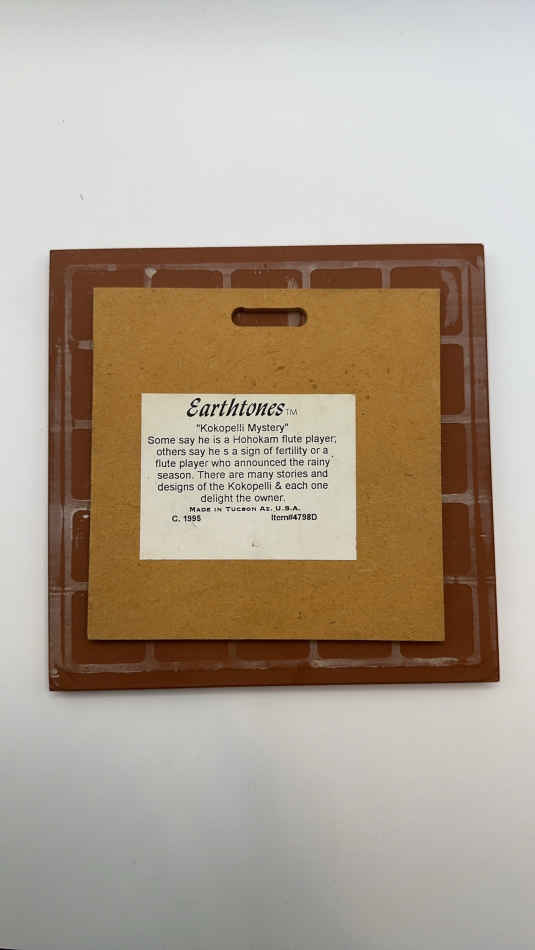 Earthtones TM
"Kokopelli Mystery"
Some say he is a Hohokam flute player;
others say he s a sign of fertility or a
flute player who announced the rainy
season. There are many stories and
designs of the Kokopelli & each one
delight the owner.
MADE IN TUCSON AZ. U.S.A.
C. 1995 Item#4798D